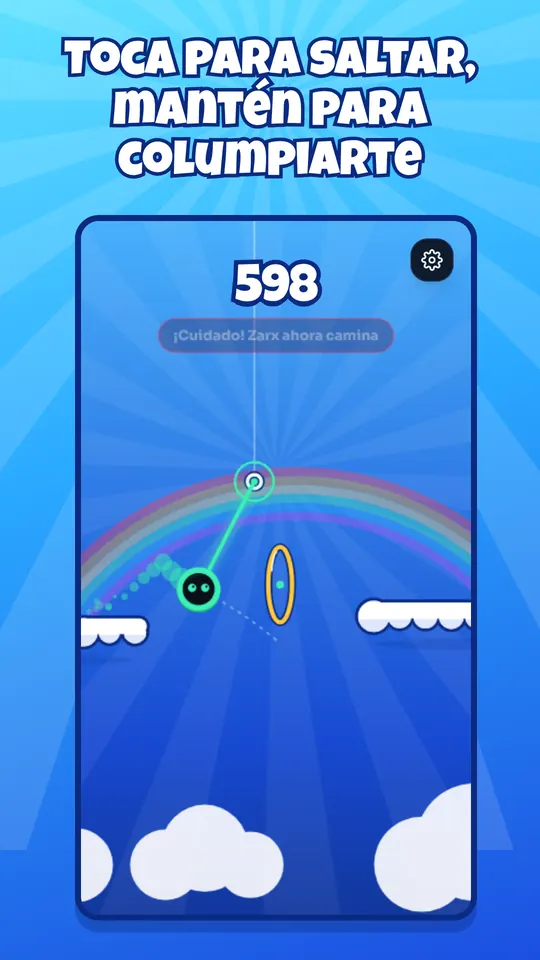 TOCA PARA SALTAR,
MANTÉN PARA
COLUMPIARTE
598
¡Cuidado! Zarx ahora camina